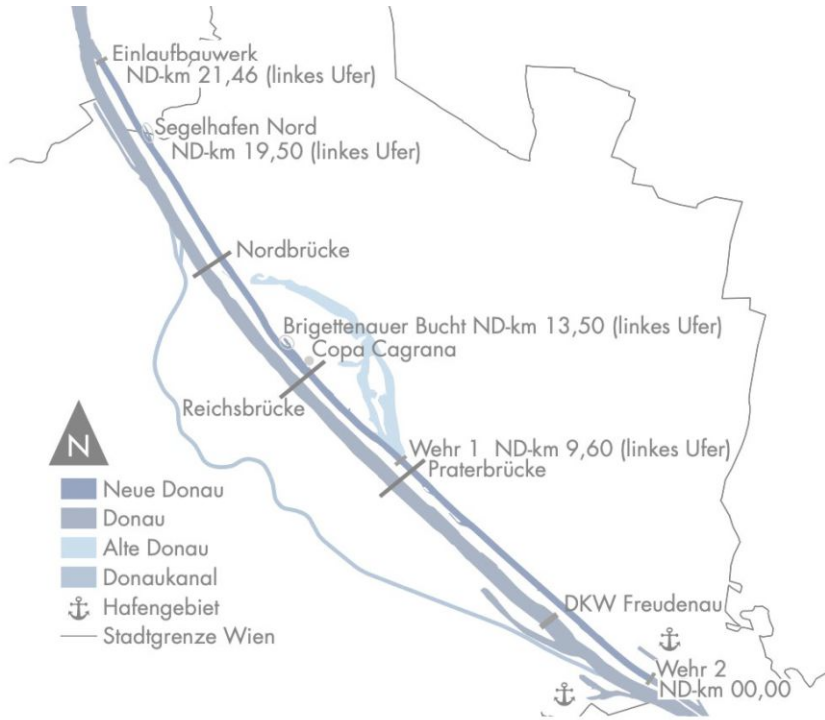 Einlaufbauwerk
ND-km 21,46 (linkes Ufer)
Segelhafen Nord
ND-km 19,50 (linkes Ufer)
Nordbrücke
Brigettenauer Bucht ND-km 13,50 (linkes Ufer)
Copa Cagrana
Reichsbrücke
Wehr 1 ND-km 9,60 (linkes Ufer)
Praterbrücke
N
Neue Donau
Donau
Alte Donau
Donaukanal
Hafengebiet
Stadtgrenze Wien
DKW Freudenau
Wehr 2
ND-km 00,00